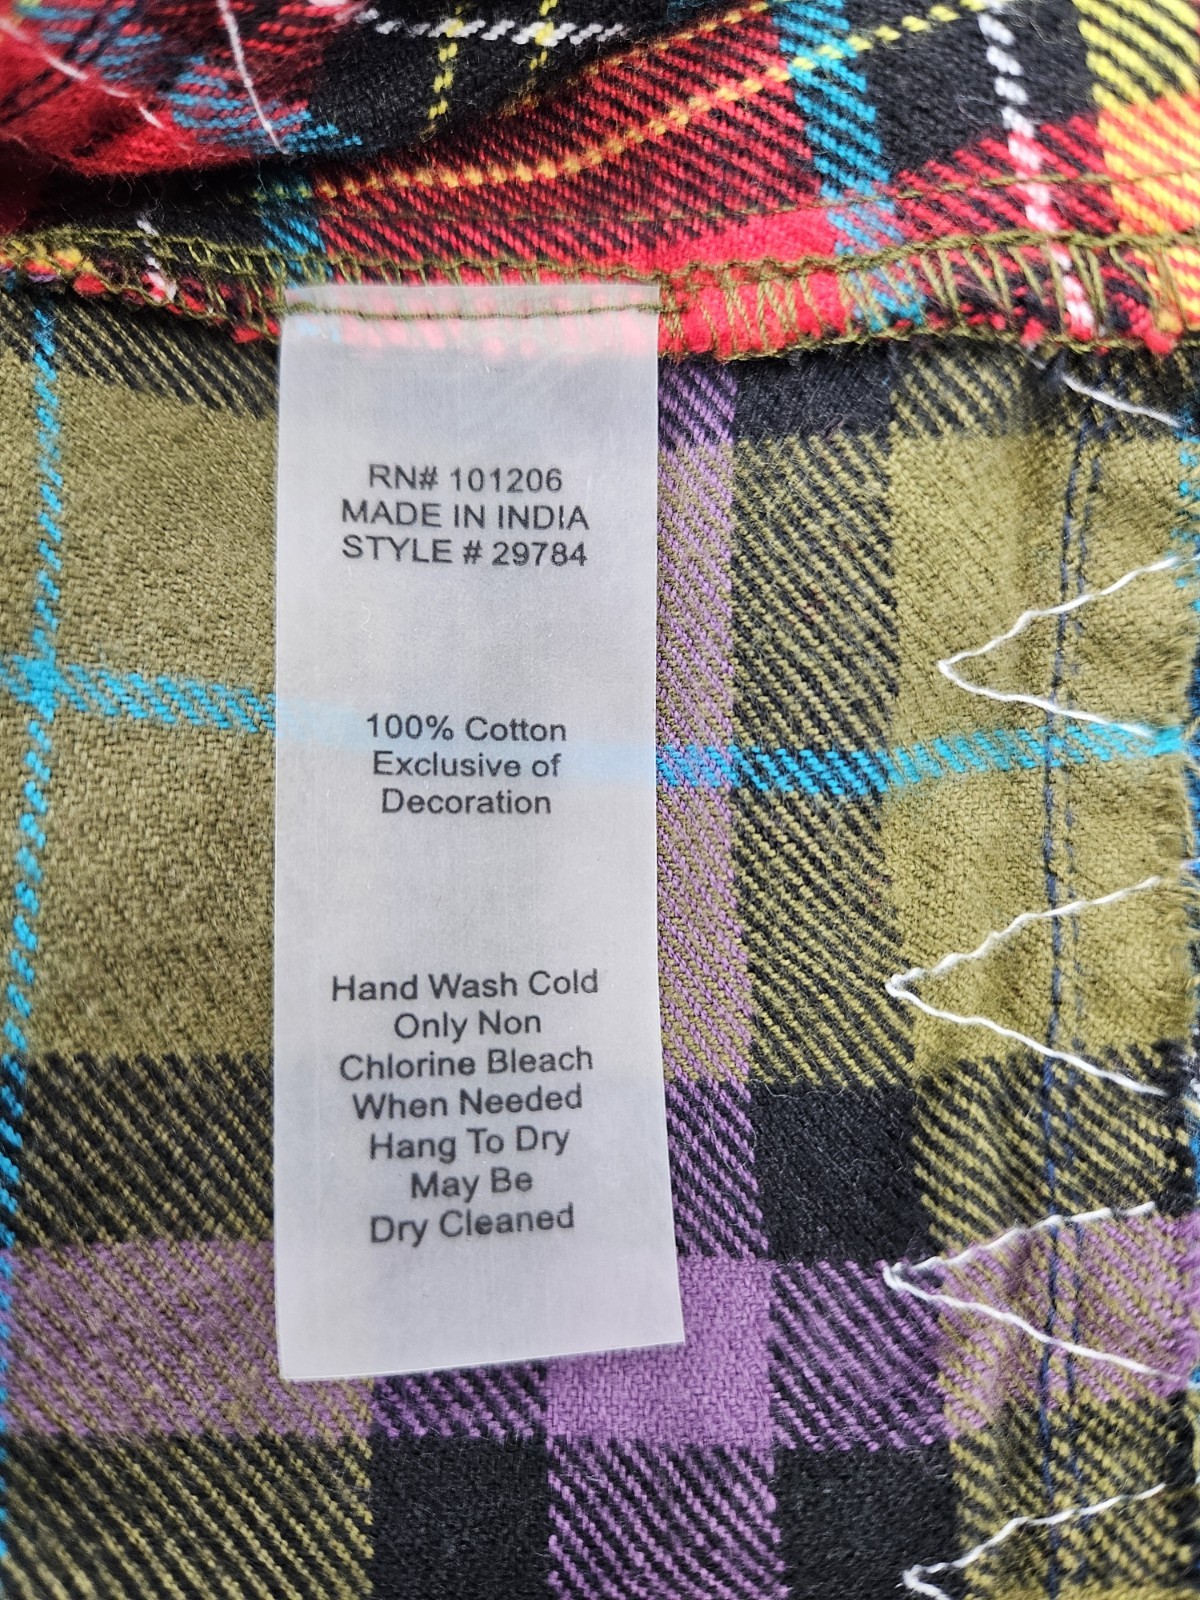 RN# 101206
MADE IN INDIA
STYLE # 29784
100% Cotton
Exclusive of
Decoration
Hand Wash Cold
Only Non
Chlorine Bleach
When Needed
Hang To Dry
May Be
Dry Cleaned